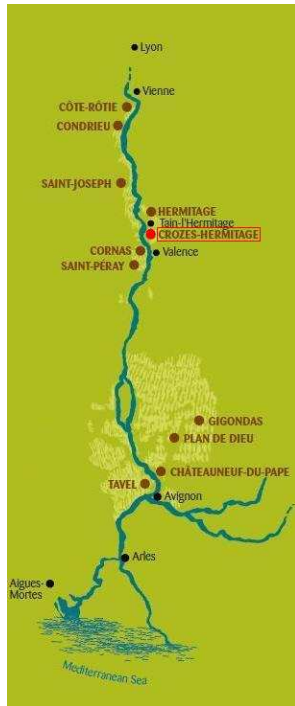 Lyon
Vienne
CÔTE-RÔTIE
CONDRIEU
SAINT-JOSEPH
HERMITAGE
Tain-l'Hermitage
CROZES-HERMITAGE
CORNAS
Valence
SAINT-PÉRAY
GIGONDAS
PLAN DE DIEU
CHÂTEAUNEUF-DU-PAPE
TAVEL
Avignon
Arles
Aigues-
Mortes
Mediterranean Sea